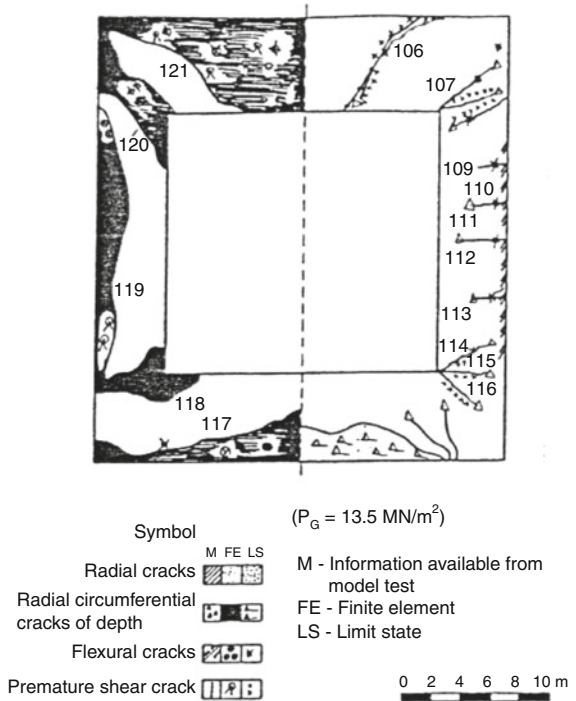 106
121
107
120
109
110
111
112
119
113
114
115
116
118
117
(P_G = 13.5 MN/m²)
Symbol
M FE LS
Radial cracks
Radial circumferential
cracks of depth
Flexural cracks
Premature shear crack
M - Information available from
model test
FE - Finite element
LS - Limit state
0 2 4 6 8 10 m